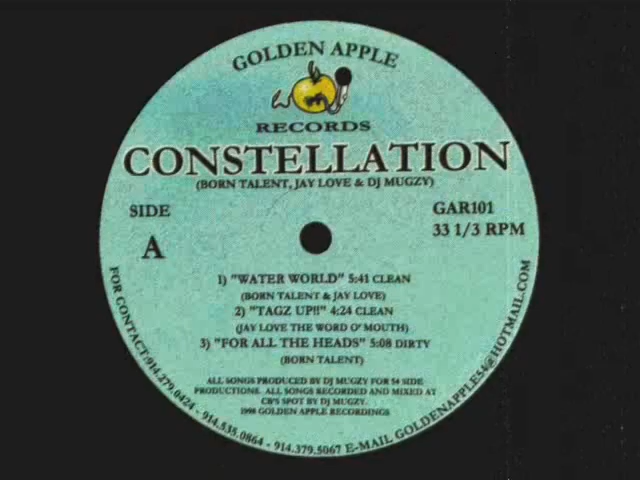 GOLDEN APPLE
RECORDS
CONSTELLATION
(BORN TALENT, JAY LOVE & DJ MUGZY)
SIDE
A
GAR101
33 1/3 RPM
1) "WATER WORLD" 5:41 CLEAN
(BORN TALENT & JAY LOVE)
2) "TAGZ UP!!" 4:24 CLEAN
(JAY LOVE THE WORD O' MOUTH)
3) "FOR ALL THE HEADS" 5:08 DIRTY
(BORN TALENT)
ALL SONGS PRODUCED BY DJ MUGZY FOR 54 SIDE
PRODUCTIONS. ALL SONGS RECORDED AND MIXED AT
CB'S SPOT BY DJ MUGZY.
1998 GOLDEN APPLE RECORDINGS
FOR CONTACT:914.279.0424 - 914.535.0864 - 914.379.5067 E-MAIL GOLDENAPPLE54@HOTMAIL.COM